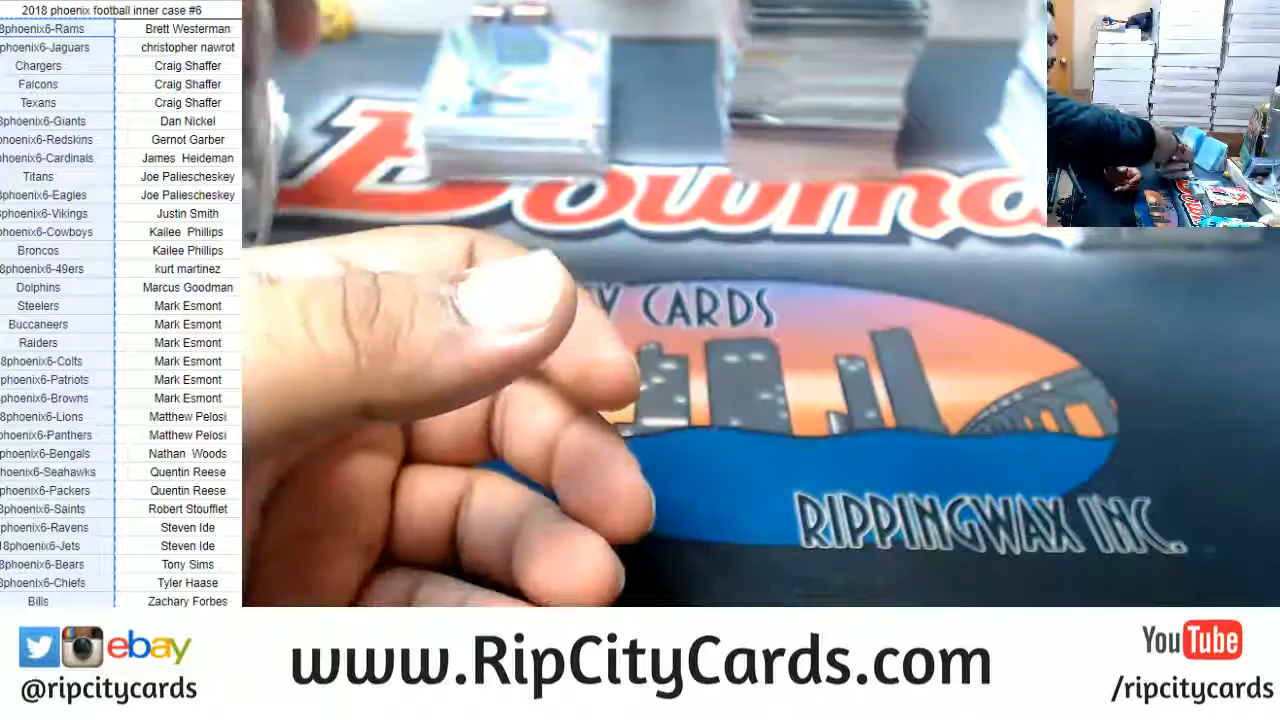 2018 phoenix football inner case #6
8phoenix6-Rams Brett Westerman
phoenix6-Jaguars christopher nawrot
Chargers Craig Shaffer
Falcons Craig Shaffer
Texans Craig Shaffer
8phoenix6-Giants Dan Nickel
phoenix6-Redskins Gernot Garber
phoenix6-Cardinals James Heideman
Titans Joe Paliescheskey
8phoenix6-Eagles Joe Paliescheskey
8phoenix6-Vikings Justin Smith
phoenix6-Cowboys Kailee Phillips
Broncos Kailee Phillips
8phoenix6-49ers kurt martinez
Dolphins Marcus Goodman
Steelers Mark Esmont
Buccaneers Mark Esmont
Raiders Mark Esmont
8phoenix6-Colts Mark Esmont
phoenix6-Patriots Mark Esmont
phoenix6-Browns Mark Esmont
8phoenix6-Lions Matthew Pelosi
phoenix6-Panthers Matthew Pelosi
phoenix6-Bengals Nathan Woods
hoenix6-Seahawks Quentin Reese
phoenix6-Packers Quentin Reese
8phoenix6-Saints Robert Stoufflet
phoenix6-Ravens Steven Ide
18phoenix6-Jets Steven Ide
8phoenix6-Bears Tony Sims
8phoenix6-Chiefs Tyler Haase
Bills Zachary Forbes
Y CARDS
RIPPINGWAX INC.
ebay
@ripcitycards
www.RipCityCards.com
YouTube
/ripcitycards